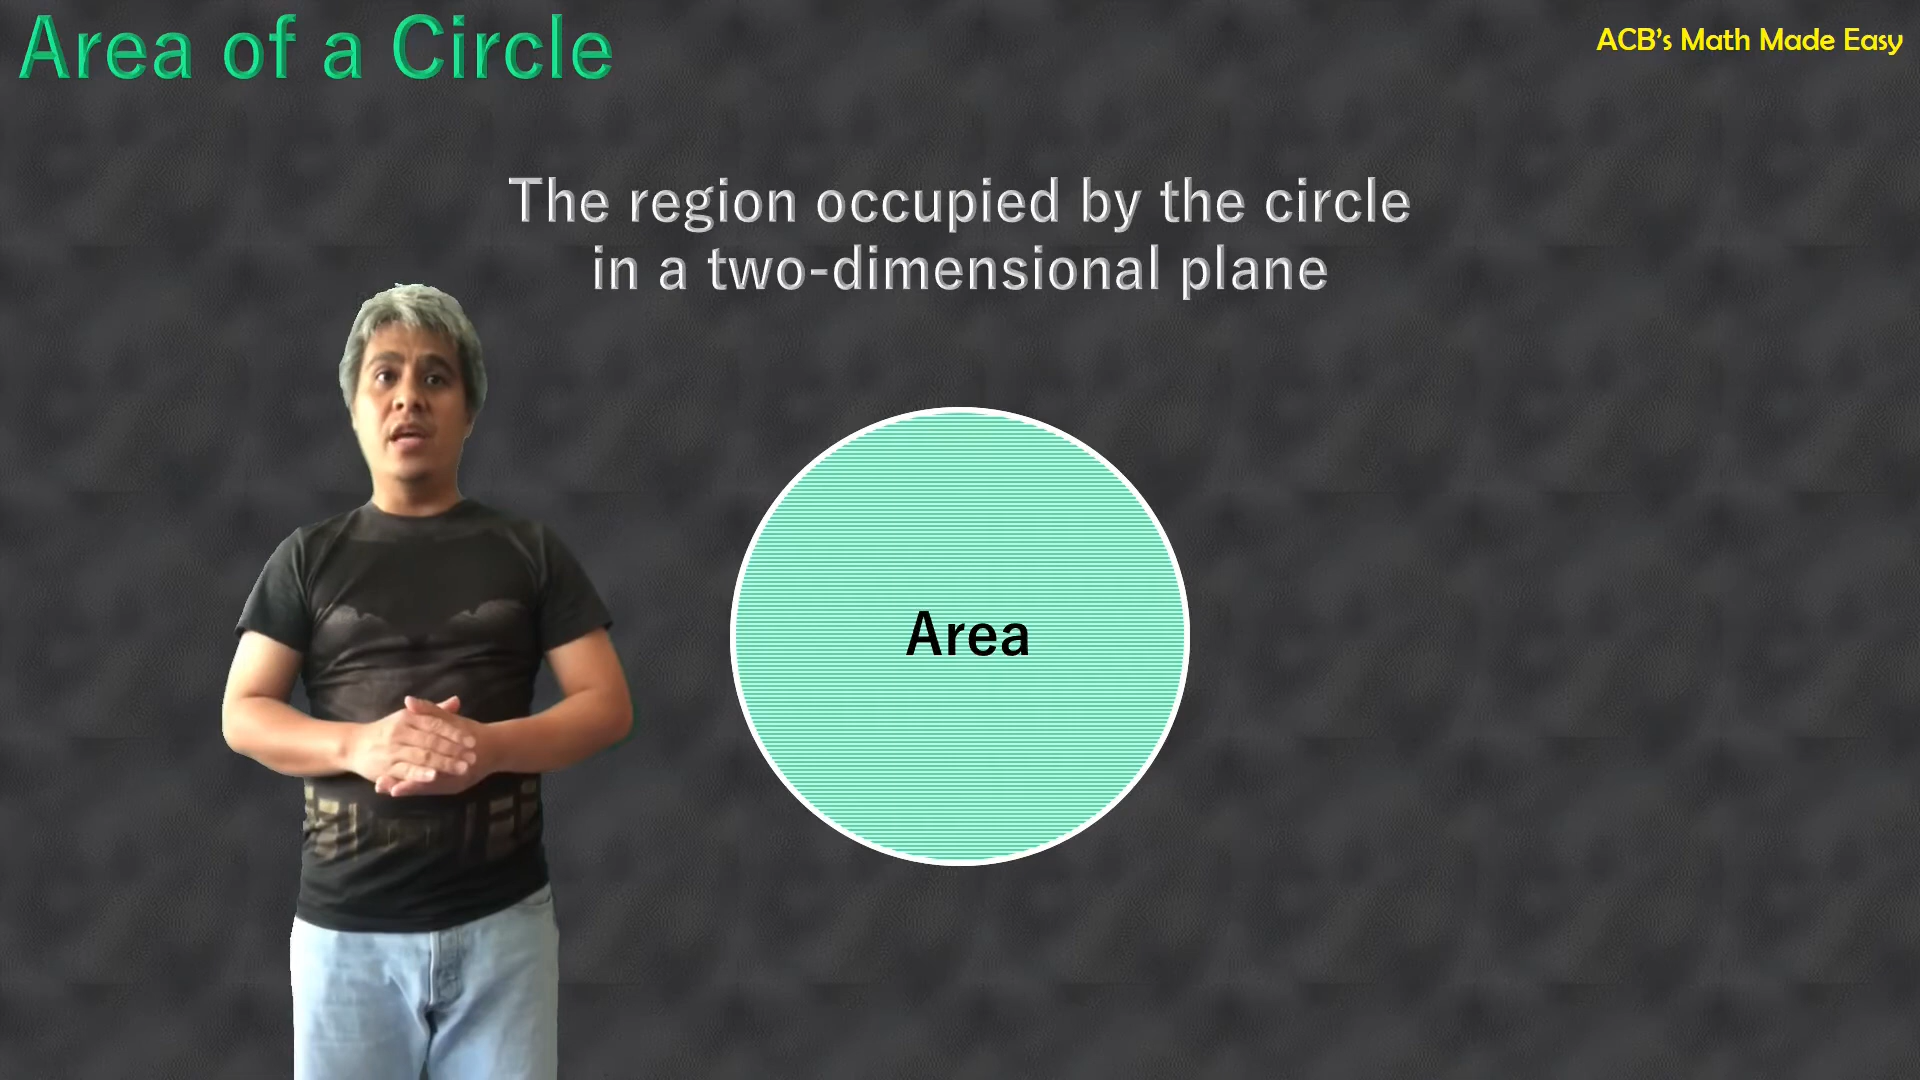 Area of a Circle
ACB's Math Made Easy
The region occupied by the circle
in a two-dimensional plane
Area